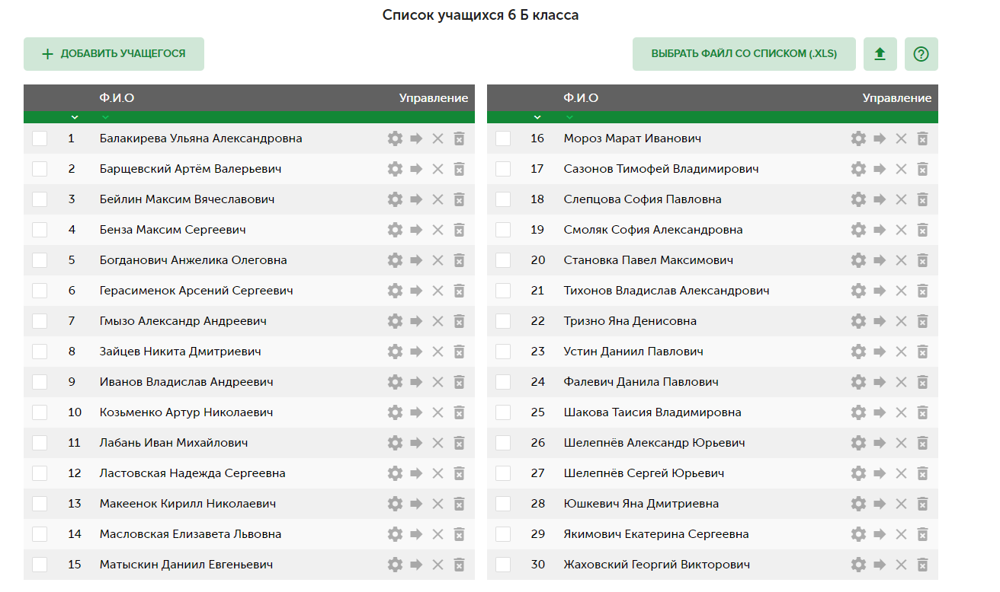 Список учащихся 6 Б класса
ДОБАВИТЬ УЧАЩЕГОСЯ
ВЫБРАТЬ ФАЙЛ СО СПИСКОМ (.XLS)
Ф.И.О Управление
1 Балакирева Ульяна Александровна
2 Барщевский Артём Валерьевич
3 Бейлин Максим Вячеславович
4 Бенза Максим Сергеевич
5 Богданович Анжелика Олеговна
6 Герасименок Арсений Сергеевич
7 Гмызо Александр Андреевич
8 Зайцев Никита Дмитриевич
9 Иванов Владислав Андреевич
10 Козьменко Артур Николаевич
11 Лабань Иван Михайлович
12 Ластовская Надежда Сергеевна
13 Макеенок Кирилл Николаевич
14 Масловская Елизавета Львовна
15 Матыскин Даниил Евгеньевич
Ф.И.О Управление
16 Мороз Марат Иванович
17 Сазонов Тимофей Владимирович
18 Слепцова София Павловна
19 Смоляк София Александровна
20 Становка Павел Максимович
21 Тихонов Владислав Александрович
22 Тризно Яна Денисовна
23 Устин Даниил Павлович
24 Фалевич Данила Павлович
25 Шакова Таисия Владимировна
26 Шелепнёв Александр Юрьевич
27 Шелепнёв Сергей Юрьевич
28 Юшкевич Яна Дмитриевна
29 Якимович Екатерина Сергеевна
30 Жаховский Георгий Викторович